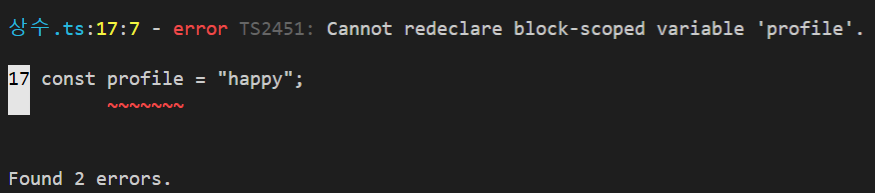 상수.ts:17:7 - error TS2451: Cannot redeclare block-scoped variable 'profile'.
17 const profile = "happy";
~~~~~~~
Found 2 errors.